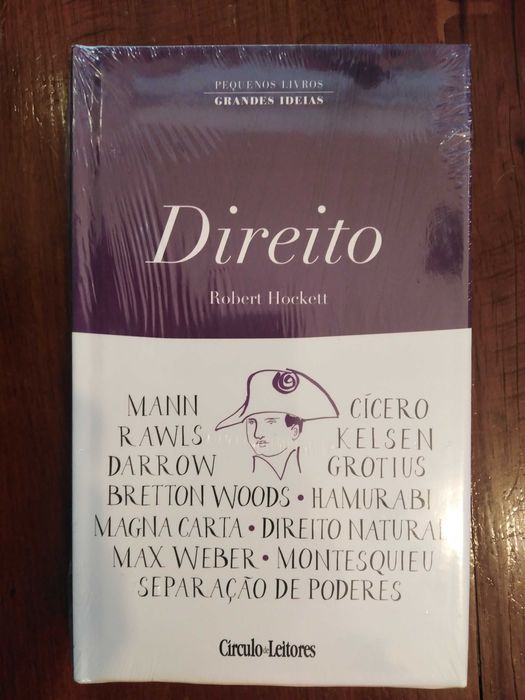 PEQUENOS LIVROS
GRANDES IDEIAS
Direito
Robert Hockett
MANN CÍCERO
RAWLS KELSEN
DARROW GROTIUS
BRETTON WOODS • HAMURABI
MAGNA CARTA • DIREITO NATURAL
MAX WEBER • MONTESQUIEU
SEPARAÇÃO DE PODERES
Círculo de Leitores